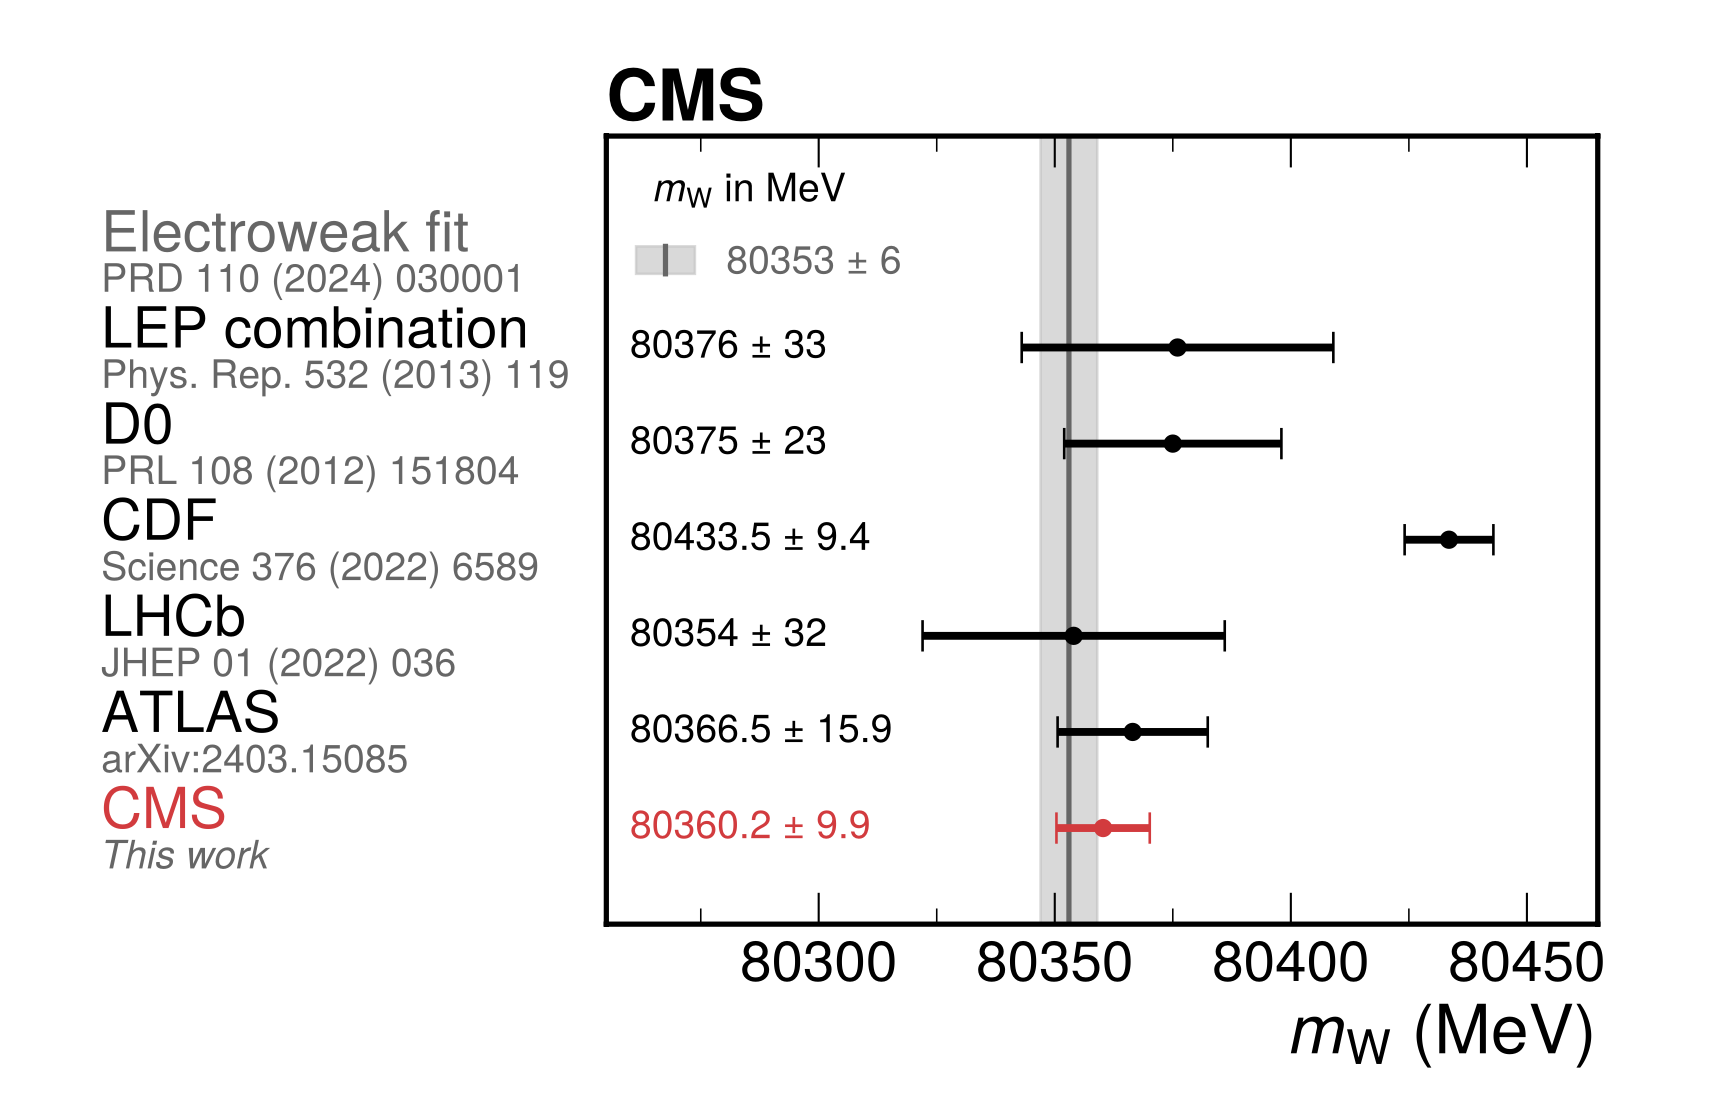 CMS
m_W in MeV
Electroweak fit 80353 ± 6
PRD 110 (2024) 030001
LEP combination 80376 ± 33
Phys. Rep. 532 (2013) 119
D0 80375 ± 23
PRL 108 (2012) 151804
CDF 80433.5 ± 9.4
Science 376 (2022) 6589
LHCb 80354 ± 32
JHEP 01 (2022) 036
ATLAS 80366.5 ± 15.9
arXiv:2403.15085
CMS 80360.2 ± 9.9
This work
80300 80350 80400 80450
m_W (MeV)